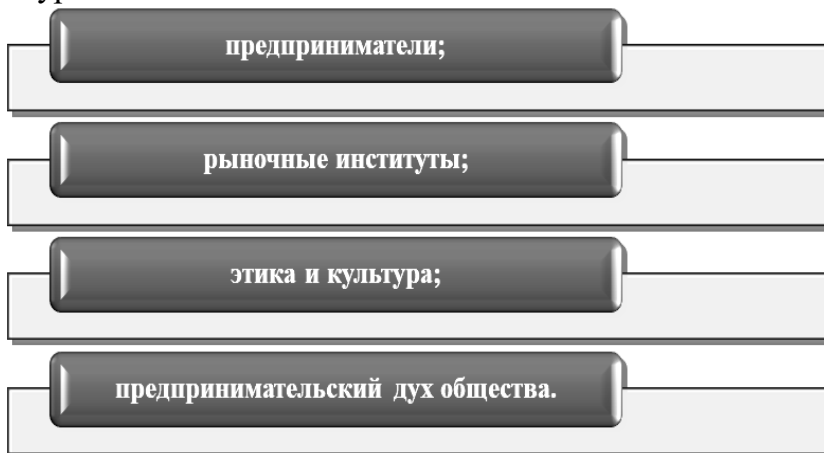 предприниматели;
рыночные институты;
этика и культура;
предпринимательский дух общества.